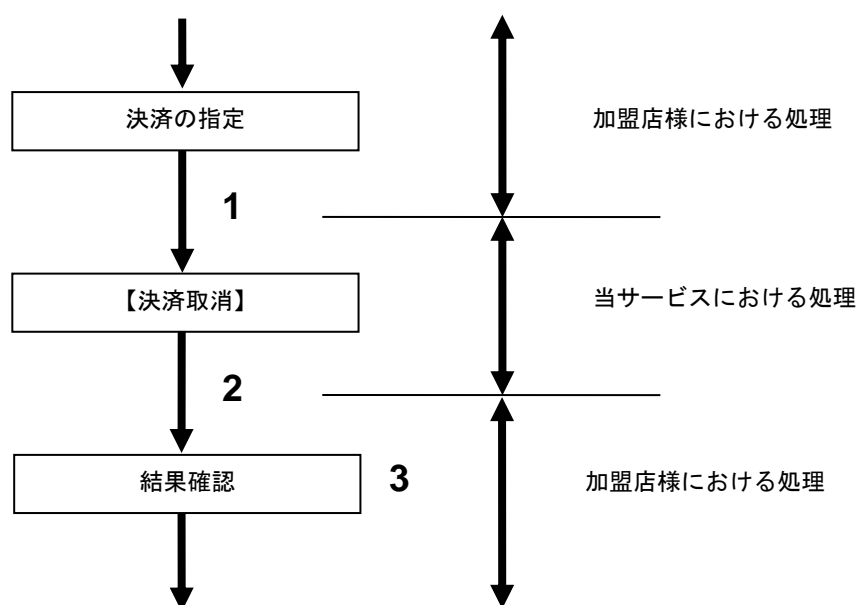 決済の指定
加盟店様における処理
1
【決済取消】
当サービスにおける処理
2
結果確認
3
加盟店様における処理